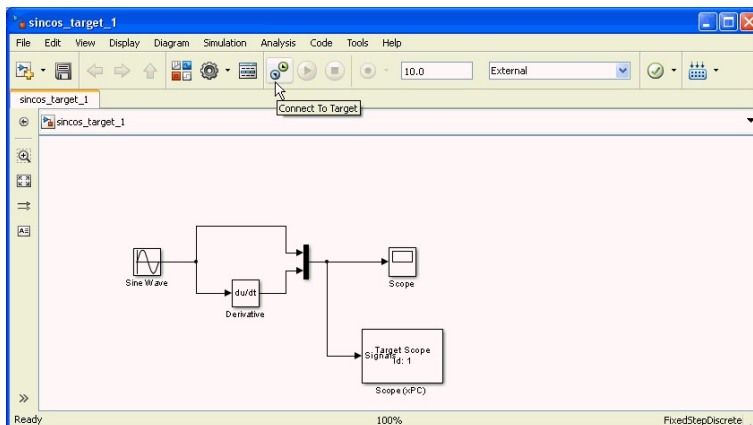 sincos_target_1
File Edit View Display Diagram Simulation Analysis Code Tools Help
10.0 External
Connect To Target
sincos_target_1
sincos_target_1
Sine Wave
du/dt
Derivative
Scope
Target Scope
Signals
Id: 1
Scope (xPC)
Ready 100% FixedStepDiscrete